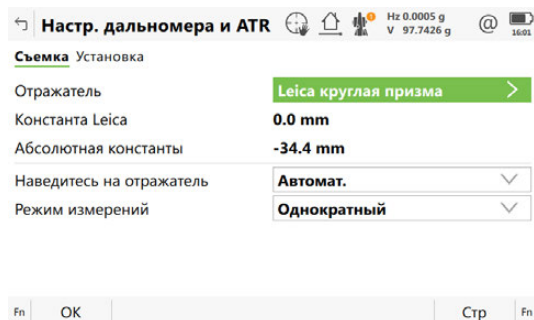 Настр. дальномера и ATR Hz 0.0005 g
V 97.7426 g @ 16:01
Съемка Установка
Отражатель Leica круглая призма
Константа Leica 0.0 mm
Абсолютная константы -34.4 mm
Наведитесь на отражатель Автомат.
Режим измерений Однократный
Fn OK Стр Fn